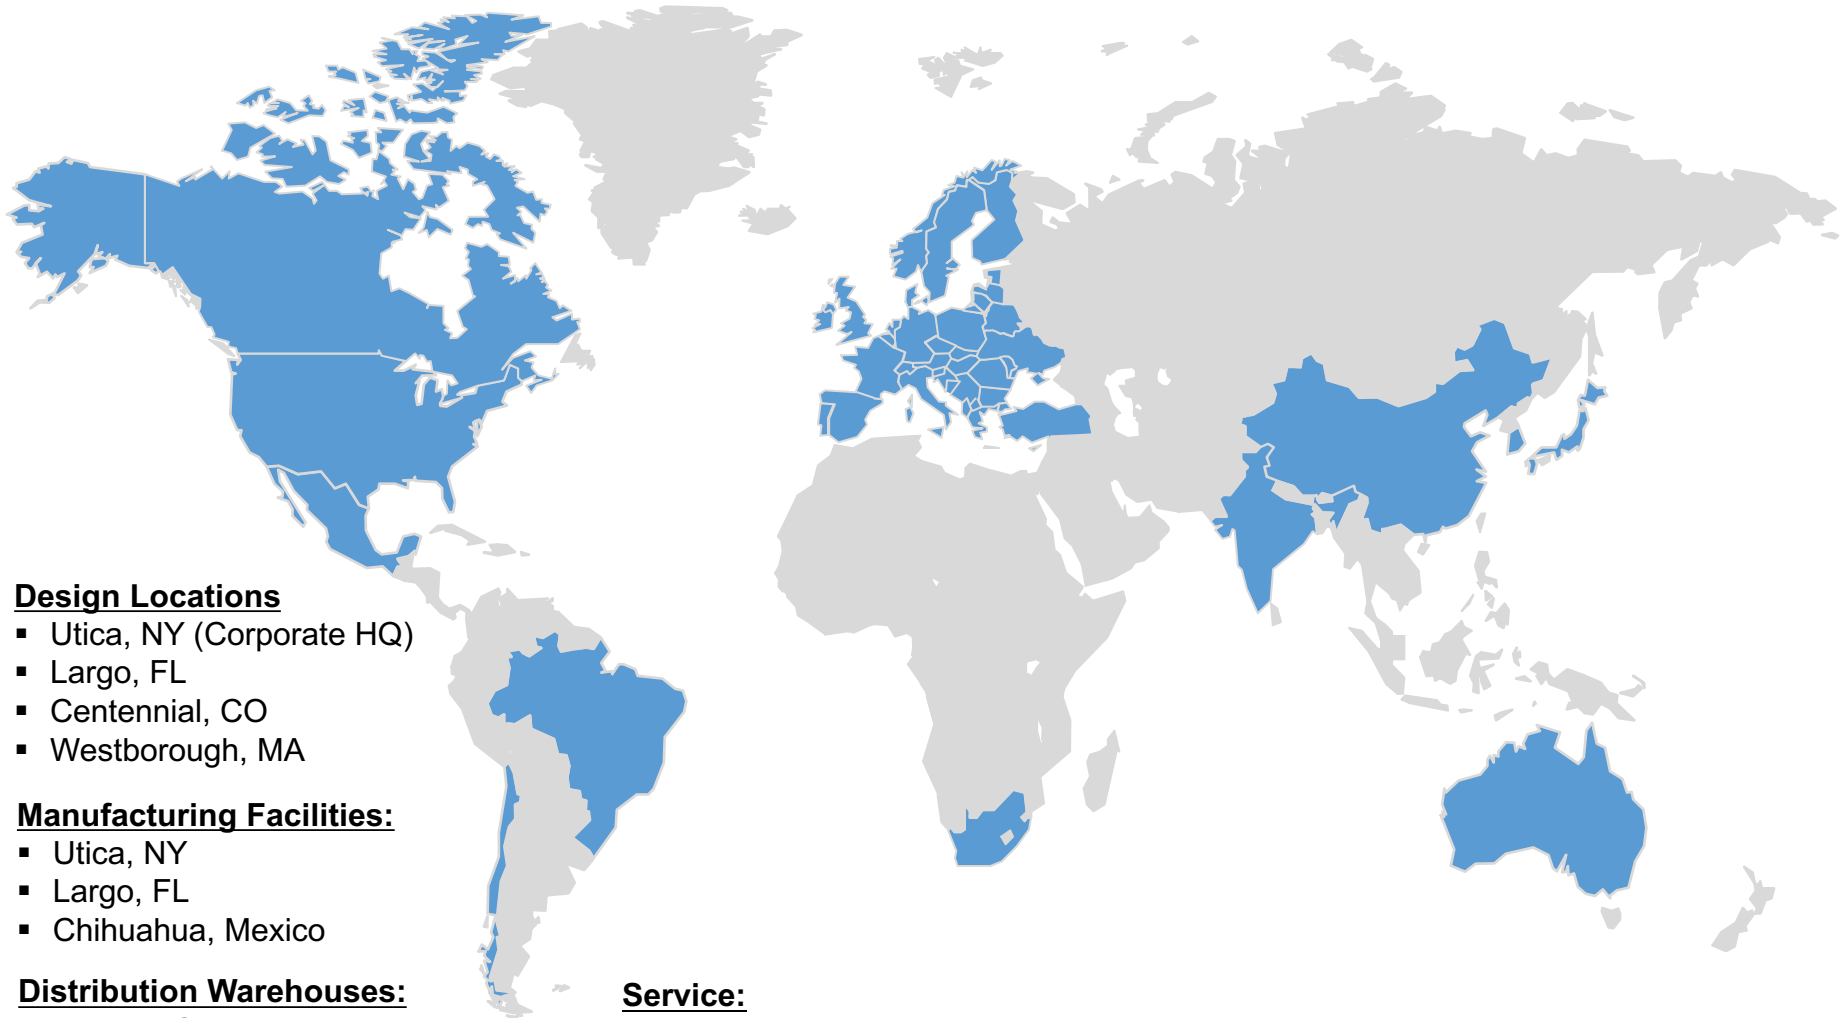 Design Locations
▪ Utica, NY (Corporate HQ)
▪ Largo, FL
▪ Centennial, CO
▪ Westborough, MA
Manufacturing Facilities:
▪ Utica, NY
▪ Largo, FL
▪ Chihuahua, Mexico
Distribution Warehouses:
Service: